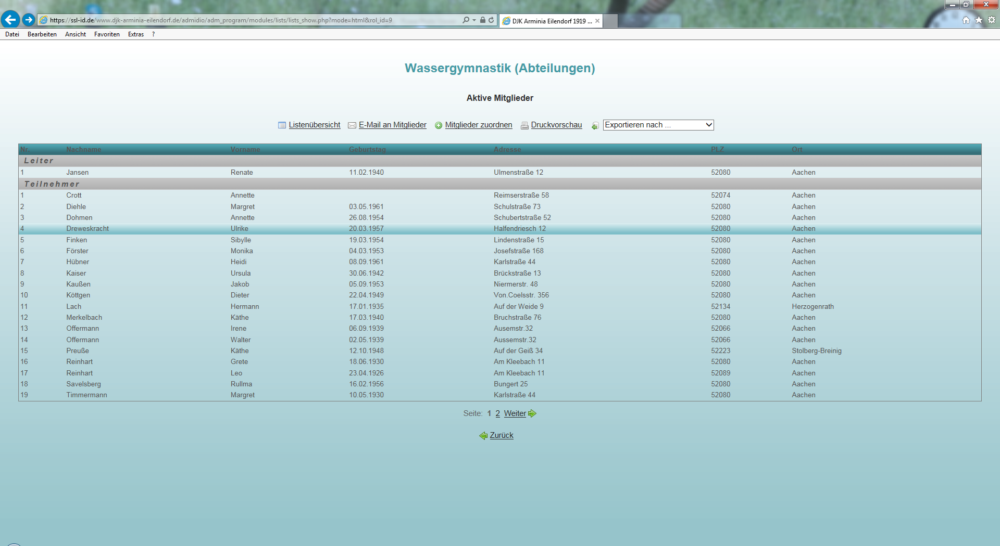 https://ssl-id.de/www.djk-arminia-eilendorf.de/admidio/adm_program/modules/lists/lists_show.php?mode=html&rol_id=9
DJK Arminia Eilendorf 1919 ...
Datei Bearbeiten Ansicht Favoriten Extras ?
Wassergymnastik (Abteilungen)
Aktive Mitglieder
Listenübersicht E-Mail an Mitglieder Mitglieder zuordnen Druckvorschau Exportieren nach ...
Nr. Nachname Vorname Geburtstag Adresse PLZ Ort
Leiter
1 Jansen Renate 11.02.1940 Ulmenstraße 12 52080 Aachen
Teilnehmer
1 Crott Annette Reimserstraße 58 52074 Aachen
2 Diehle Margret 03.05.1961 Schulstraße 73 52080 Aachen
3 Dohmen Annette 26.08.1954 Schubertstraße 52 52080 Aachen
4 Dreweskracht Ulrike 20.03.1957 Halfendriesch 12 52080 Aachen
5 Finken Sibylle 19.03.1954 Lindenstraße 15 52080 Aachen
6 Förster Monika 04.03.1953 Josefstraße 168 52080 Aachen
7 Hübner Heidi 08.09.1961 Karlstraße 44 52080 Aachen
8 Kaiser Ursula 30.06.1942 Brückstraße 13 52080 Aachen
9 Kaußen Jakob 05.09.1953 Niermerstr. 48 52080 Aachen
10 Köttgen Dieter 22.04.1949 Von.Coelsstr. 356 52080 Aachen
11 Lach Hermann 17.01.1935 Auf der Weide 9 52134 Herzogenrath
12 Merkelbach Käthe 17.03.1940 Bruchstraße 76 52080 Aachen
13 Offermann Irene 06.09.1939 Ausemstr.32 52066 Aachen
14 Offermann Walter 02.05.1939 Aussemstr.32 52066 Aachen
15 Preuße Käthe 12.10.1948 Auf der Geiß 34 52223 Stolberg-Breinig
16 Reinhart Grete 18.06.1930 Am Kleebach 11 52080 Aachen
17 Reinhart Leo 23.04.1926 Am Kleebach 11 52089 Aachen
18 Savelsberg Rullma 16.02.1956 Bungert 25 52080 Aachen
19 Timmermann Margret 10.05.1930 Karlstraße 44 52080 Aachen
Seite: 1 2 Weiter
Zurück